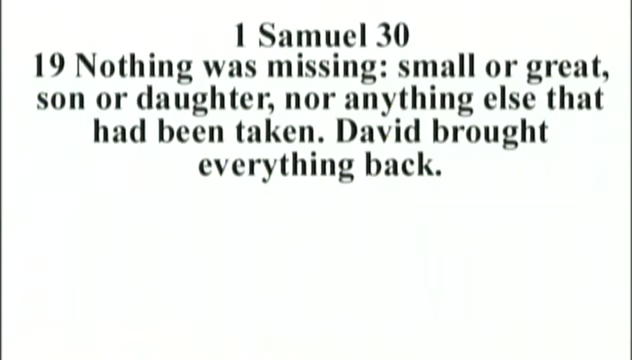 1 Samuel 30
19 Nothing was missing: small or great,
son or daughter, nor anything else that
had been taken. David brought
everything back.